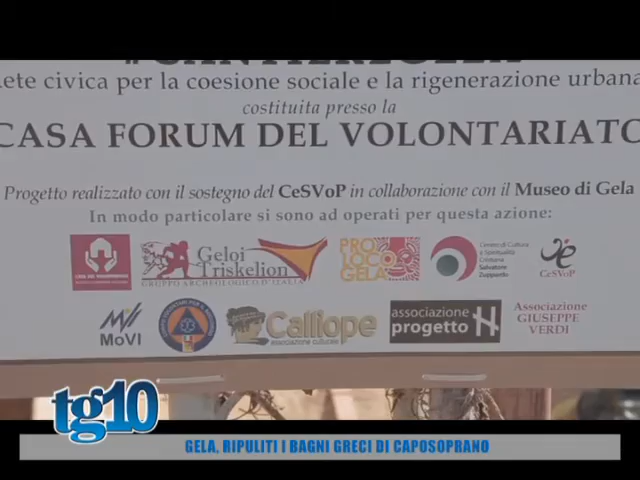 ete civica per la coesione sociale e la rigenerazione urbana
costituita presso la
CASA FORUM DEL VOLONTARIATO
Progetto realizzato con il sostegno del CeSVoP in collaborazione con il Museo di Gela
In modo particolare si sono ad operati per questa azione:
Geloi
Triskelion
GRUPPO ARCHEOLOGICO D'ITALIA
PRO
LOCO
GELA
Centro di Cultura
e Spiritualità
Cristiana
Salvatore
Zuppardo
CeSVoP
MoVI
Calliope
associazione culturale
associazione
progetto H
Associazione
GIUSEPPE
VERDI
tg10
GELA, RIPULITI I BAGNI GRECI DI CAPOSOPRANO